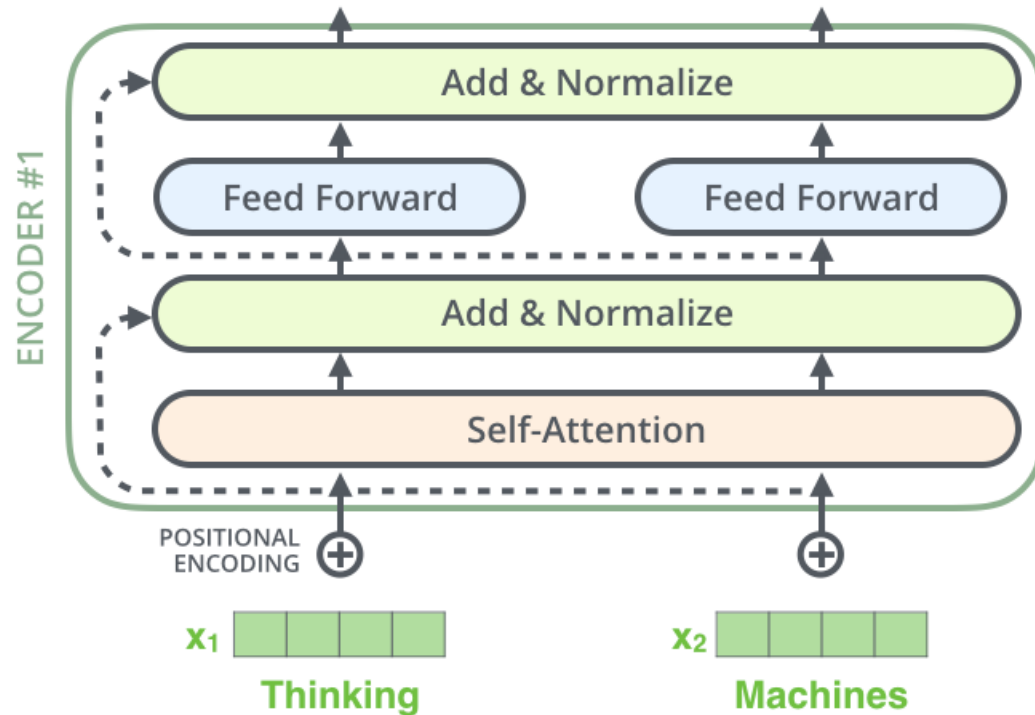 Add & Normalize
Feed Forward
Feed Forward
ENCODER #1
Add & Normalize
Self-Attention
POSITIONAL
ENCODING
x₁
x₂
Thinking
Machines